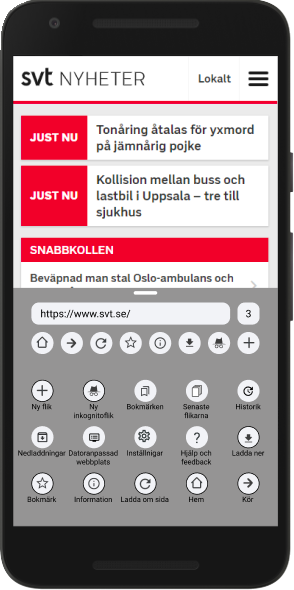 svt NYHETER
Lokalt
JUST NU
Tonåring åtalas för yxmord
på jämnårig pojke
JUST NU
Kollision mellan buss och
lastbil i Uppsala – tre till
sjukhus
SNABBKOLLEN
Beväpnad man stal Oslo-ambulans och
https://www.svt.se/
3
Ny flik
Ny
inkognitoflik
Bokmärken
Senaste
flikarna
Historik
Nedladdningar
Datoranpassad
webbplats
Inställnigar
Hjälp och
feedback
Ladda ner
Bokmärk
Information
Ladda om sida
Hem
Kör